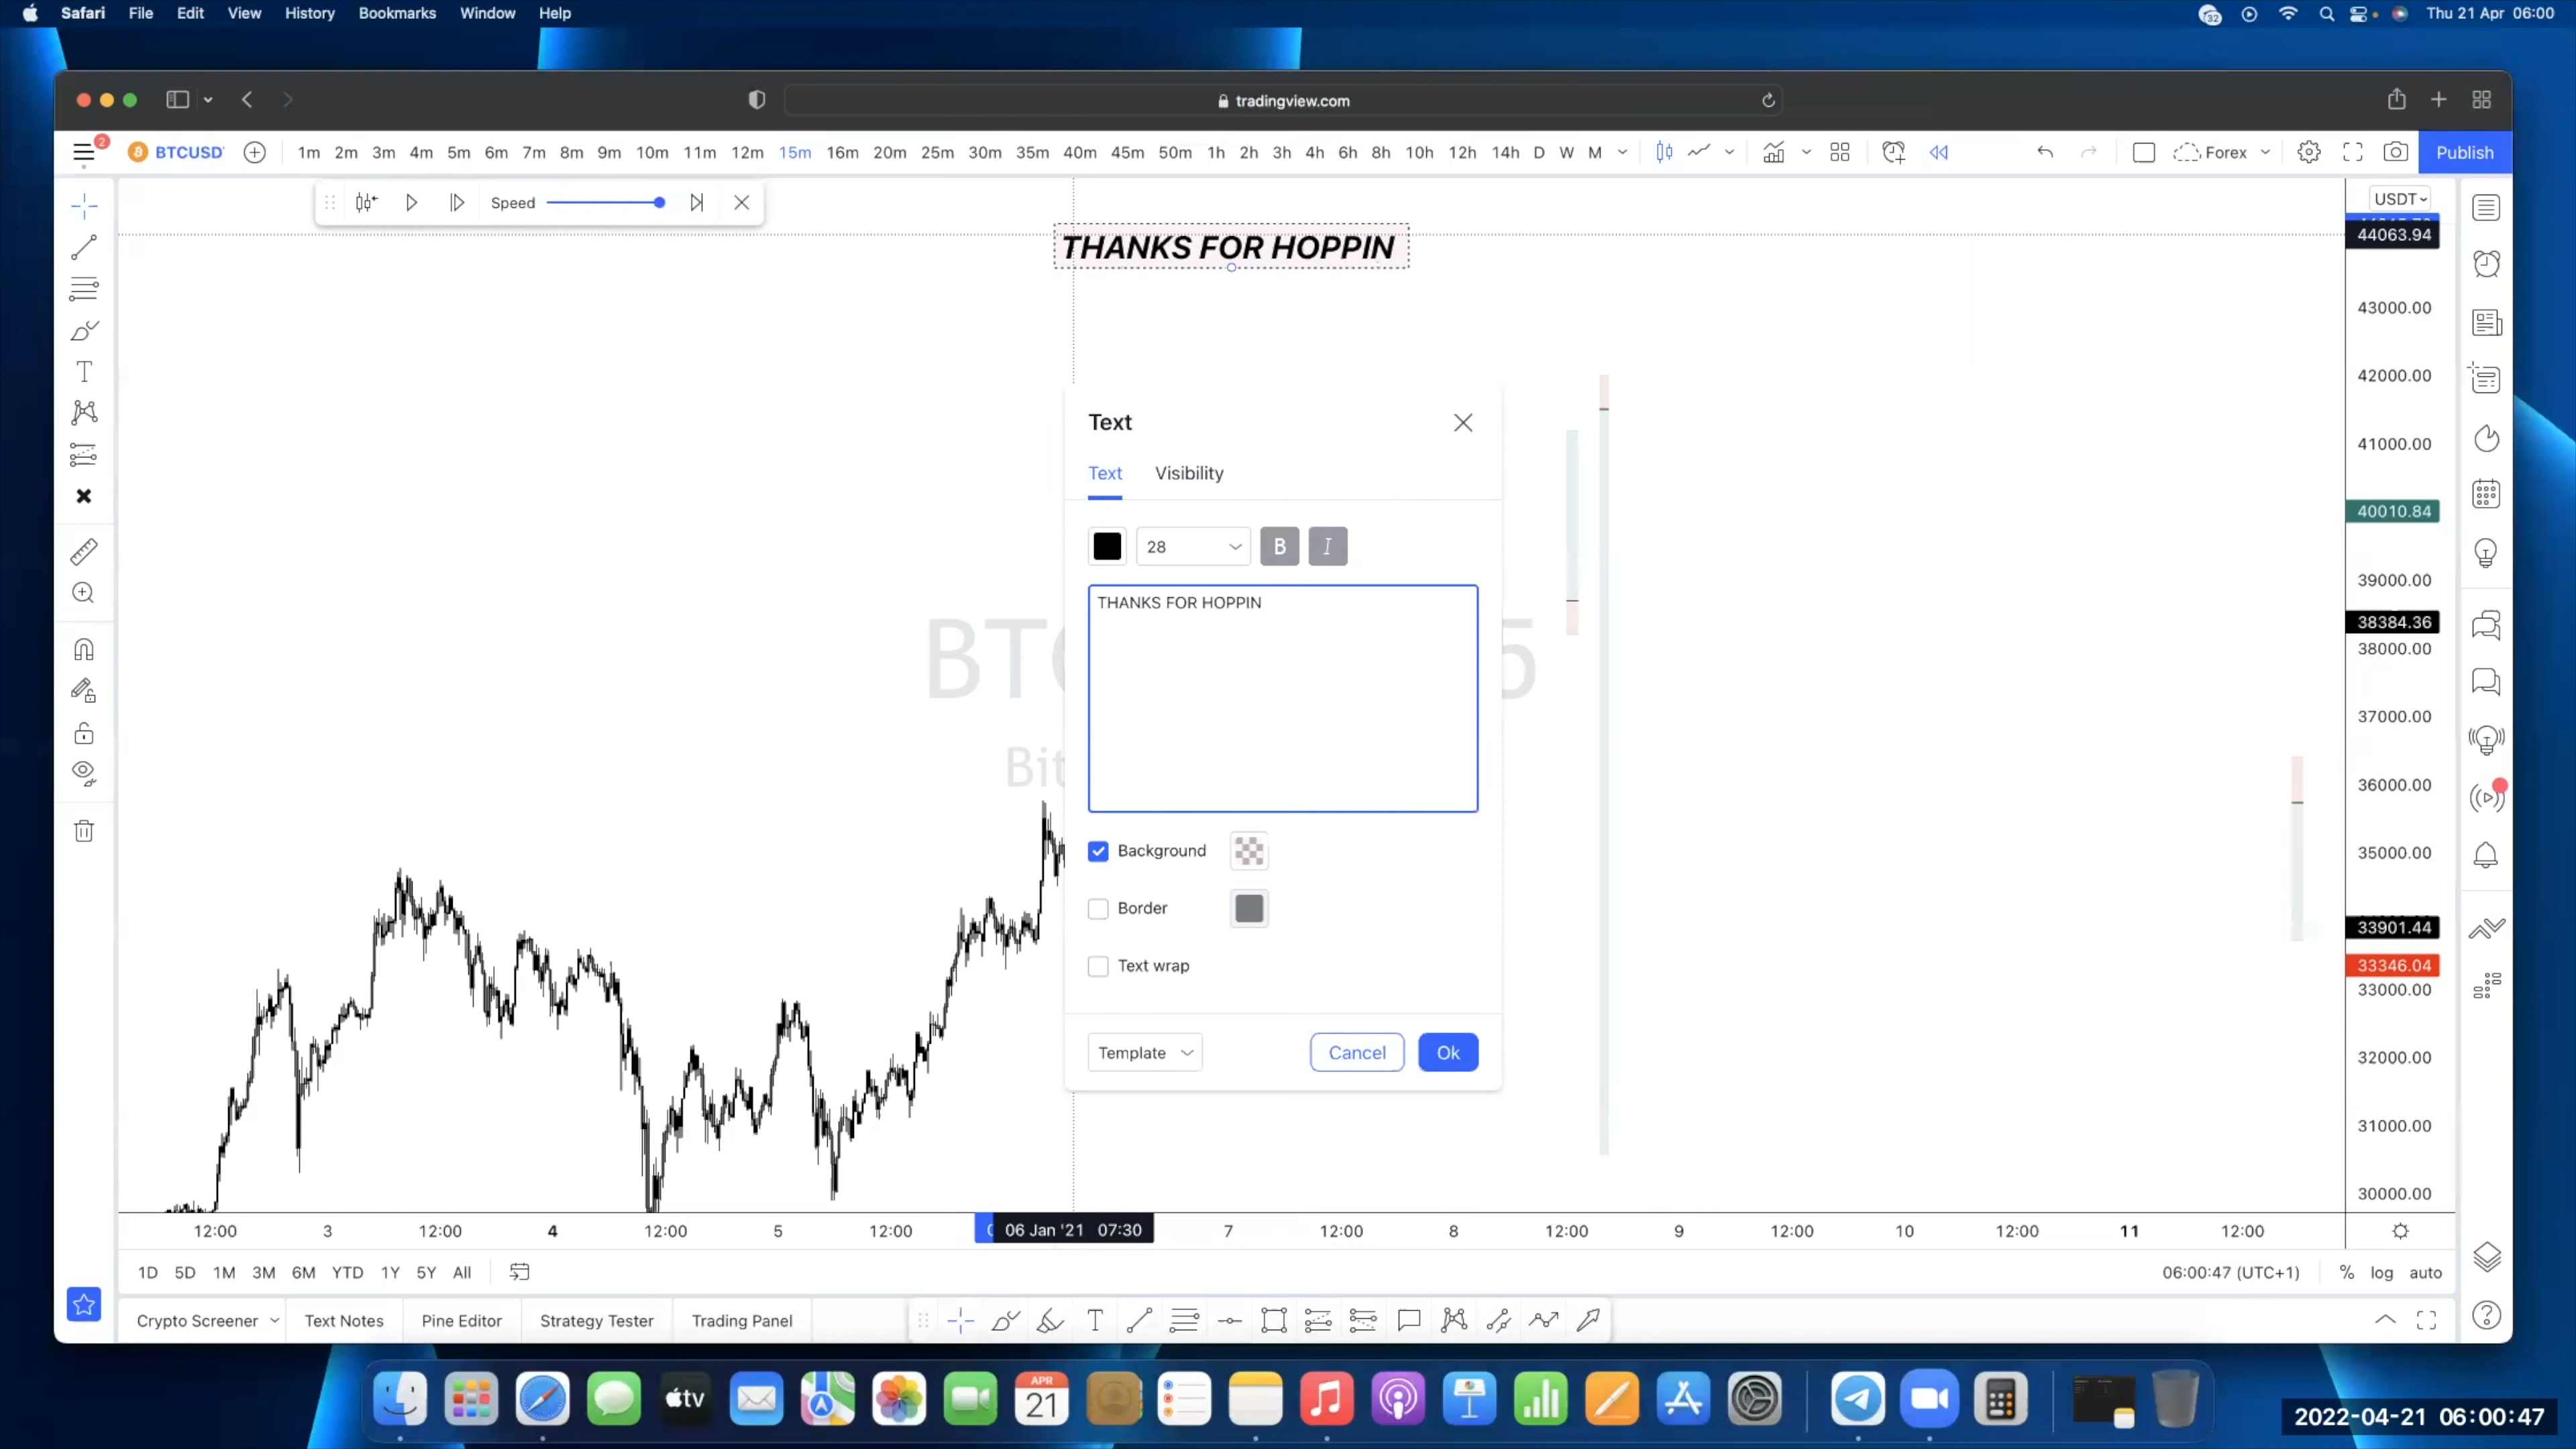 Safari File Edit View History Bookmarks Window Help
32
Thu 21 Apr 06:00
tradingview.com
2
BTCUSD
1m 2m 3m 4m 5m 6m 7m 8m 9m 10m 11m 12m 15m 16m 20m 25m 30m 35m 40m 45m 50m 1h 2h 3h 4h 6h 8h 10h 12h 14h D W M
Forex
Publish
Speed
USDT
THANKS FOR HOPPIN
44063.94
43000.00
42000.00
41000.00
40010.84
39000.00
38384.36
38000.00
37000.00
36000.00
35000.00
33901.44
33346.04
33000.00
32000.00
31000.00
30000.00
Text
Text Visibility
28 B I
THANKS FOR HOPPIN
Background
Border
Text wrap
Template Cancel Ok
12:00 3 12:00 4 12:00 5 12:00 06 Jan '21 07:30 7 12:00 8 12:00 9 12:00 10 12:00 11 12:00
1D 5D 1M 3M 6M YTD 1Y 5Y All
06:00:47 (UTC+1) % log auto
Crypto Screener Text Notes Pine Editor Strategy Tester Trading Panel
tv
APR
21
2022-04-21 06:00:47